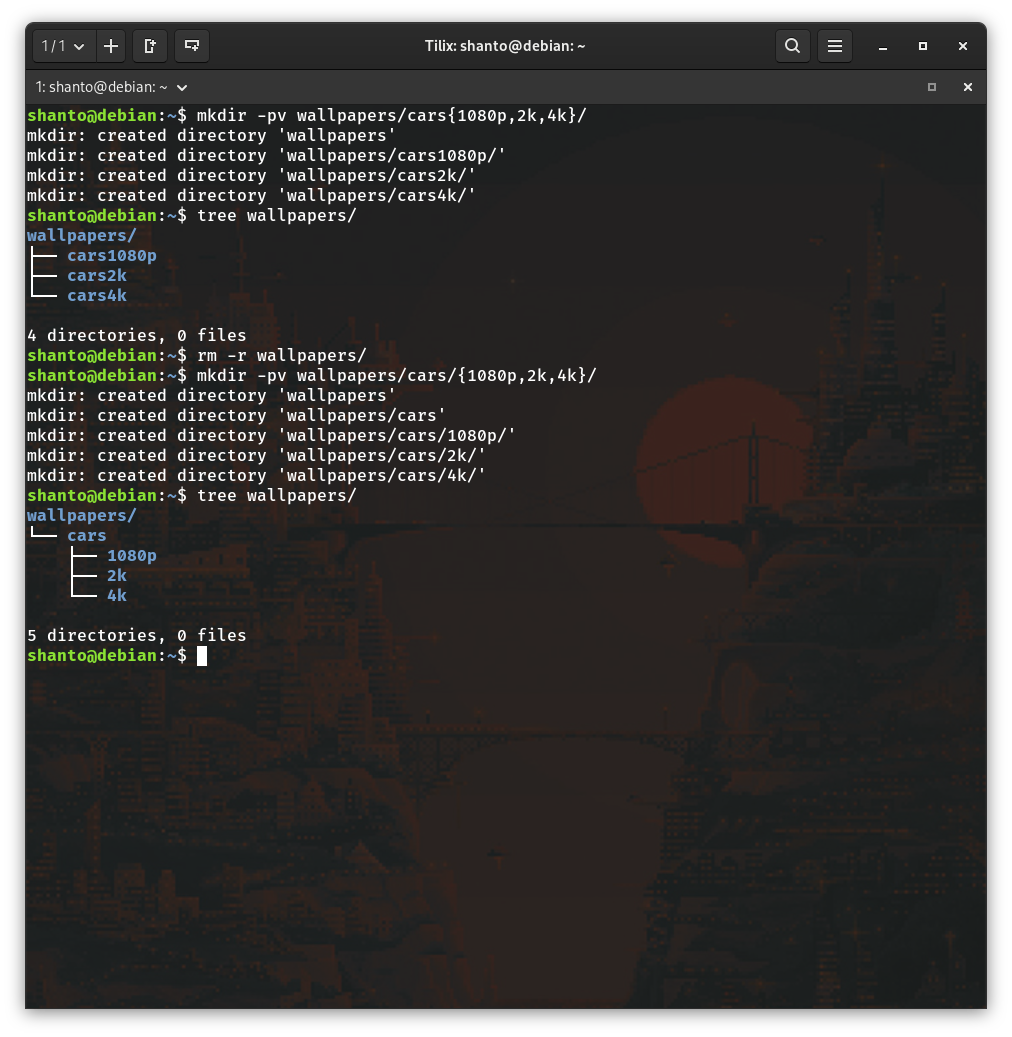 1 / 1
Tilix: shanto@debian: ~
1: shanto@debian: ~
shanto@debian:~$ mkdir -pv wallpapers/cars{1080p,2k,4k}/
mkdir: created directory 'wallpapers'
mkdir: created directory 'wallpapers/cars1080p/'
mkdir: created directory 'wallpapers/cars2k/'
mkdir: created directory 'wallpapers/cars4k/'
shanto@debian:~$ tree wallpapers/
wallpapers/
├── cars1080p
├── cars2k
└── cars4k
4 directories, 0 files
shanto@debian:~$ rm -r wallpapers/
shanto@debian:~$ mkdir -pv wallpapers/cars/{1080p,2k,4k}/
mkdir: created directory 'wallpapers'
mkdir: created directory 'wallpapers/cars'
mkdir: created directory 'wallpapers/cars/1080p/'
mkdir: created directory 'wallpapers/cars/2k/'
mkdir: created directory 'wallpapers/cars/4k/'
shanto@debian:~$ tree wallpapers/
wallpapers/
└── cars
    ├── 1080p
    ├── 2k
    └── 4k
5 directories, 0 files
shanto@debian:~$